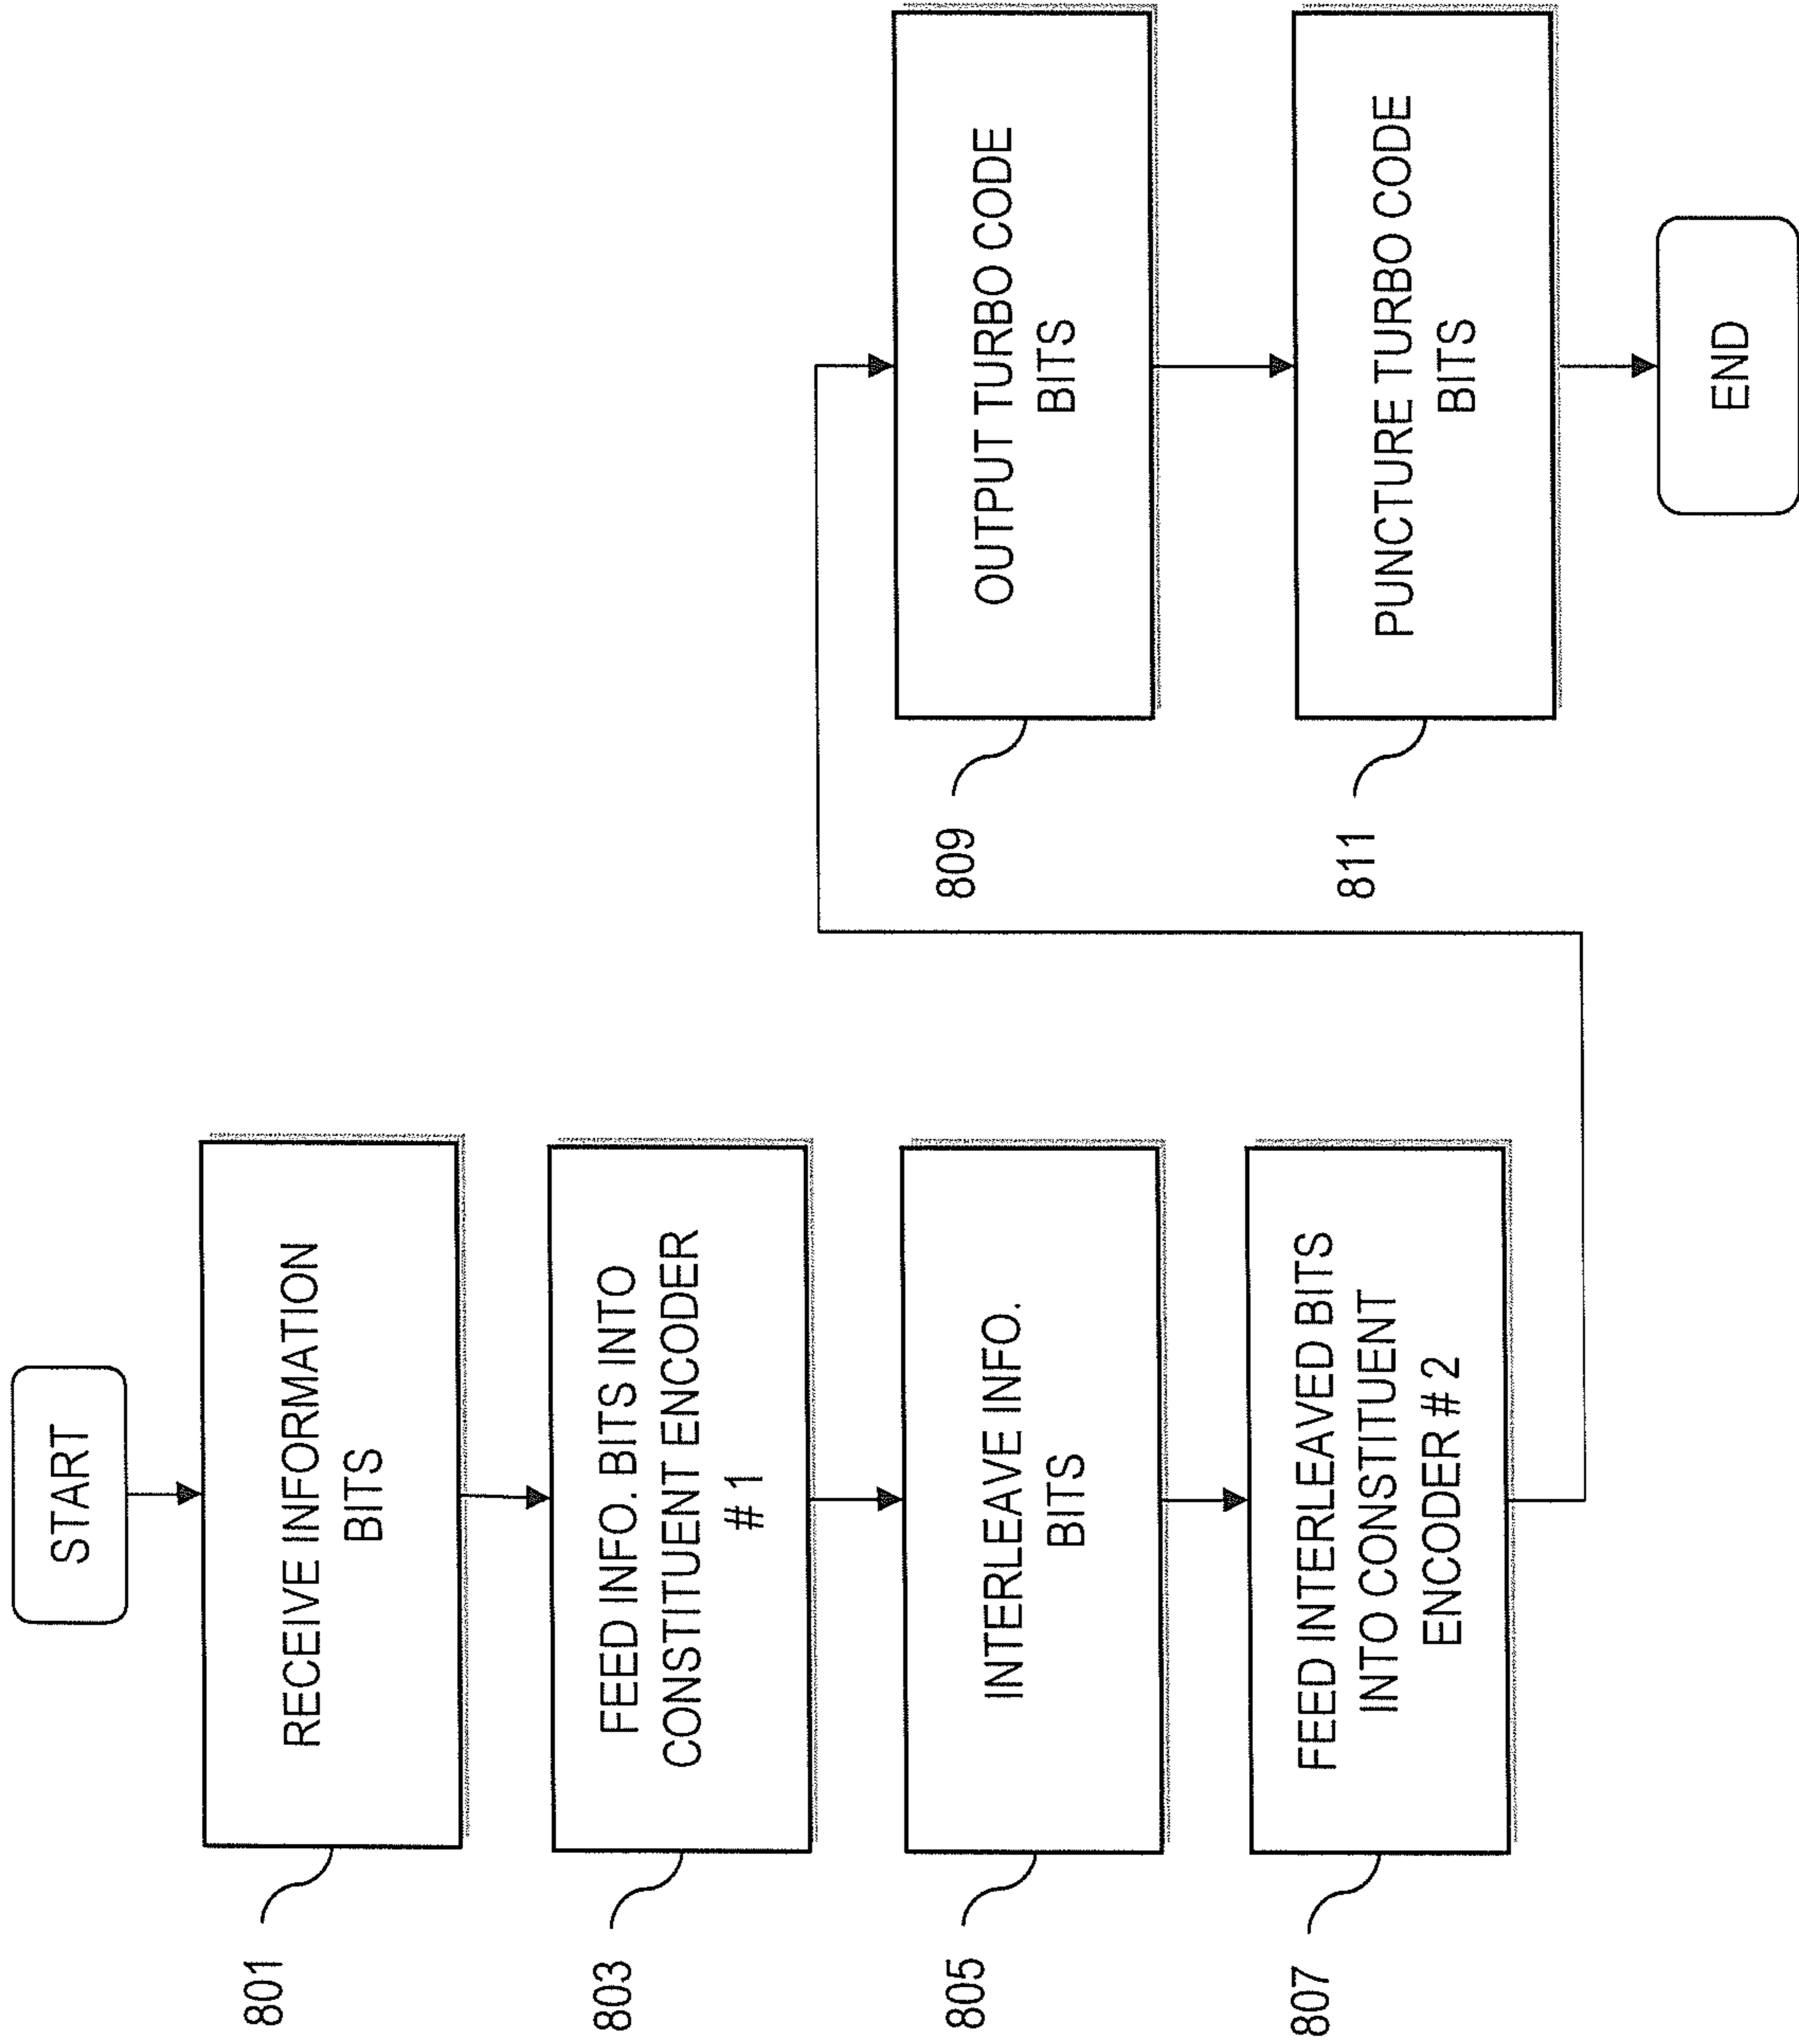 START
801
RECEIVE INFORMATION
BITS
803
FEED INFO. BITS INTO
CONSTITUENT ENCODER
# 1
805
INTERLEAVE INFO.
BITS
807
FEED INTERLEAVED BITS
INTO CONSTITUENT
ENCODER # 2
809
OUTPUT TURBO CODE
BITS
811
PUNCTURE TURBO CODE
BITS
END